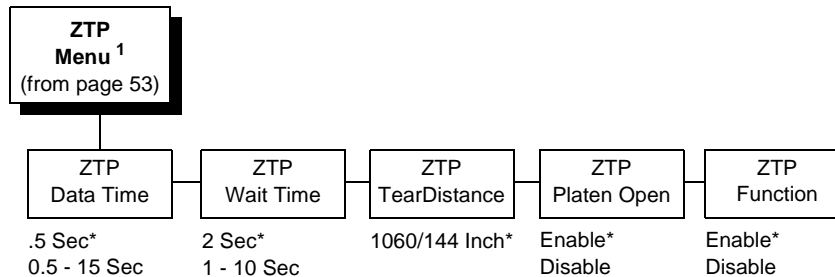 ZTP
Menu 1
(from page 53)
ZTP
Data Time
ZTP
Wait Time
ZTP
TearDistance
ZTP
Platen Open
ZTP
Function
.5 Sec*
0.5 - 15 Sec
2 Sec*
1 - 10 Sec
1060/144 Inch*
Enable*
Disable
Enable*
Disable